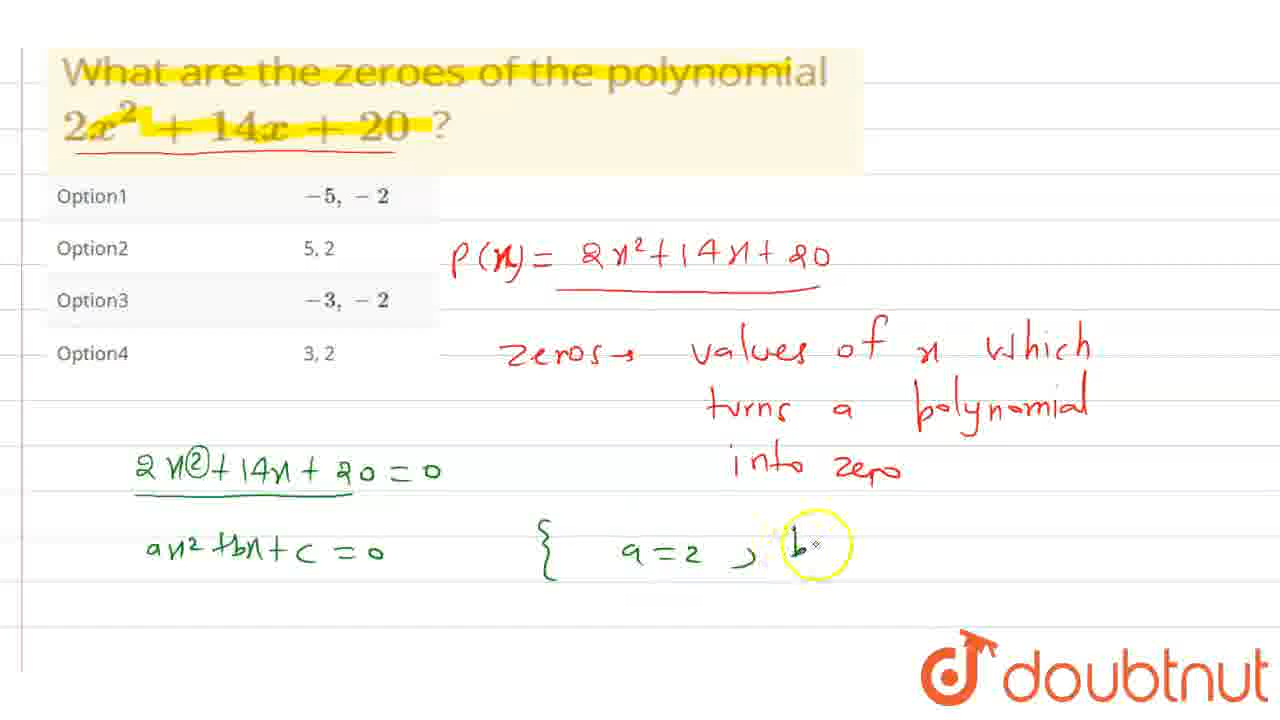 What are the zeroes of the polynomial
2x² + 14x + 20 ?
Option1 −5, −2
Option2 5, 2
Option3 −3, −2
Option4 3, 2
P(x) = 2x² + 14x + 20
zeros → values of x which
turns a polynomial
into zero
2x² + 14x + 20 = 0
ax² + bx + c = 0 { a = 2 , b
doubtnut